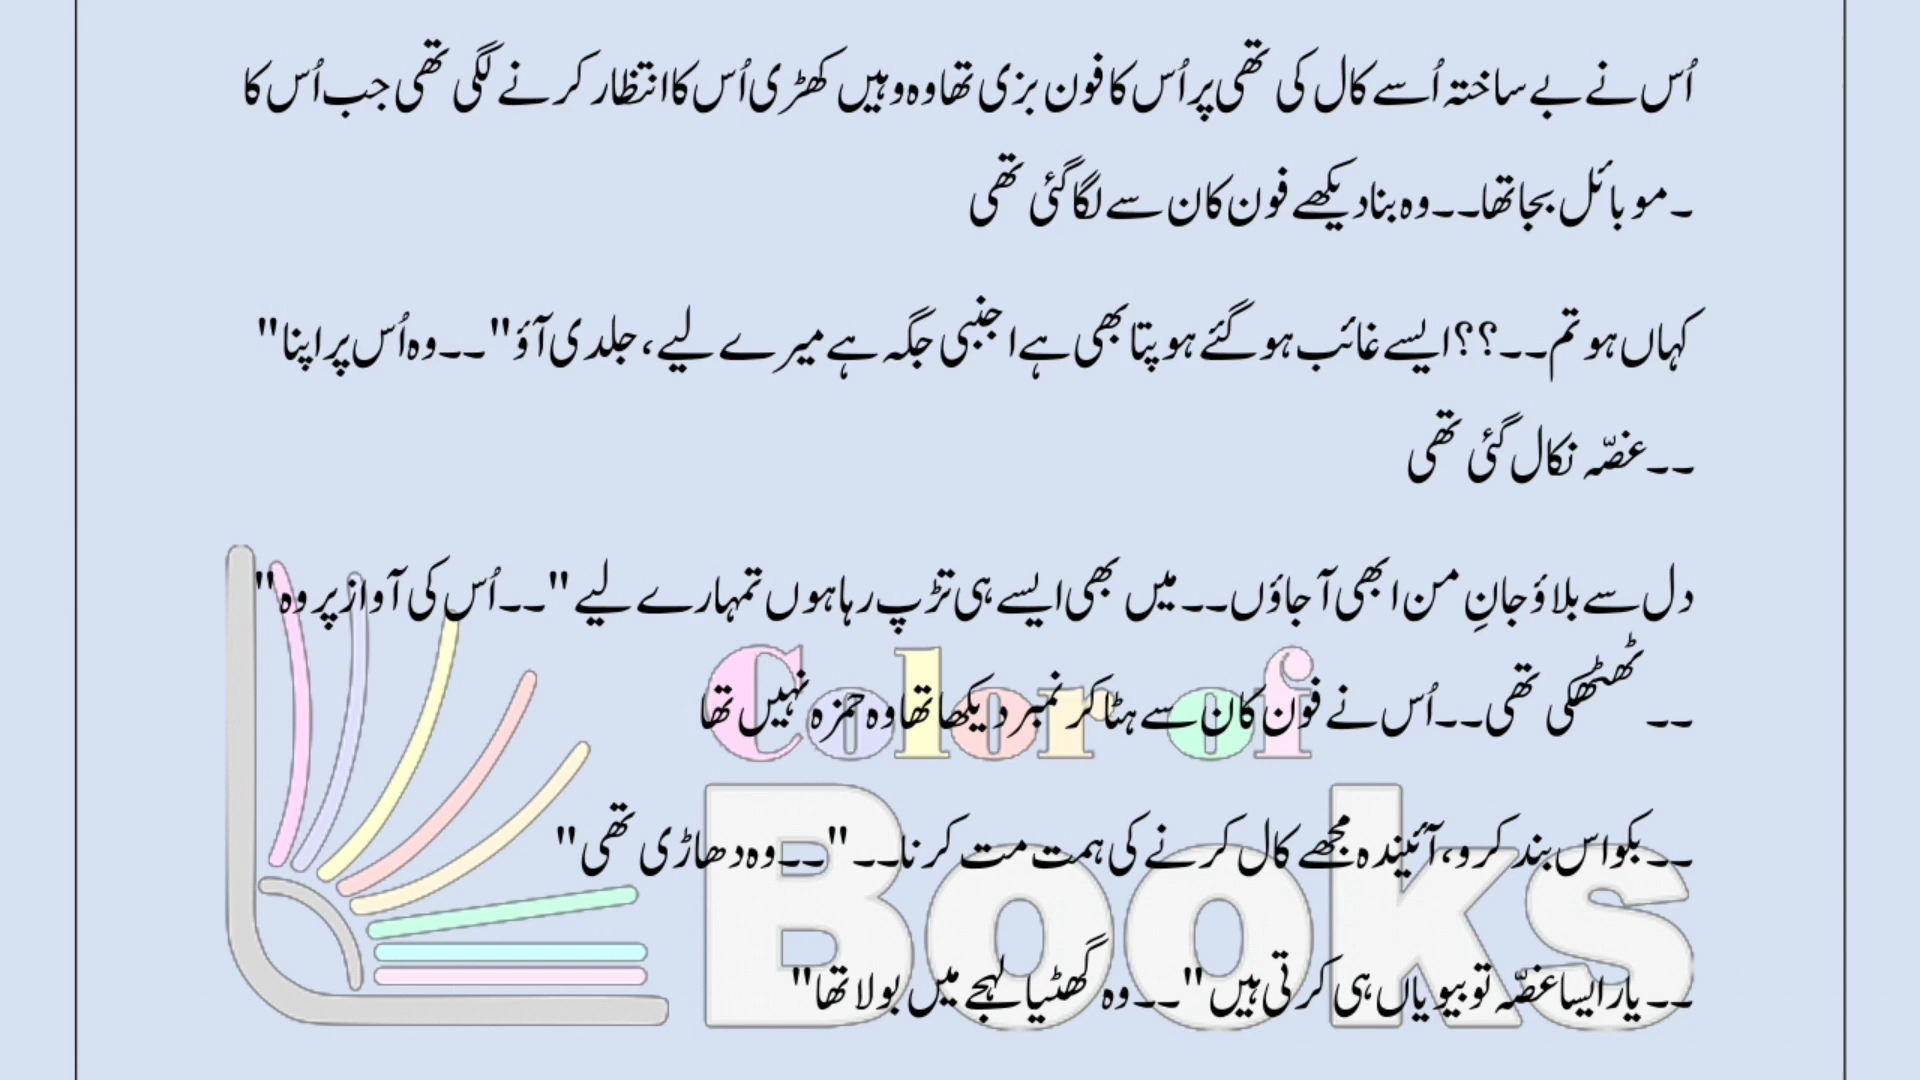 اُس نے بے ساختہ اُسے کال کی تھی پر اُس کا فون بزی تھا وہ وہیں کھڑی اُس کا انتظار کرنے لگی تھی جب اُس کا
۔موبائل بجا تھا۔۔وہ بنا دیکھے فون کان سے لگا گئی تھی
کہاں ہو تم۔۔؟؟ ایسے غائب ہو گئے ہو پتا بھی ہے اجنبی جگہ ہے میرے لیے، جلدی آؤ"۔۔وہ اُس پر اپنا"
۔۔غصّہ نکال گئی تھی
دل سے بلاؤ جانِ من ابھی آ جاؤں۔۔میں بھی ایسے ہی تڑپ رہا ہوں تمہارے لیے"۔۔اُس کی آواز پر وہ"
۔۔ ٹھٹھکی تھی۔۔اُس نے فون کان سے ہٹا کر نمبر دیکھا تھا وہ حمزہ نہیں تھا
۔۔بکواس بند کرو، آئیندہ مجھے کال کرنے کی ہمت مت کرنا۔۔"۔۔وہ دھاڑی تھی"
۔۔یار ایسا غصّہ تو بیویاں ہی کرتی ہیں"۔۔وہ گھٹیا لہجے میں بولا تھا"
Color of
Books